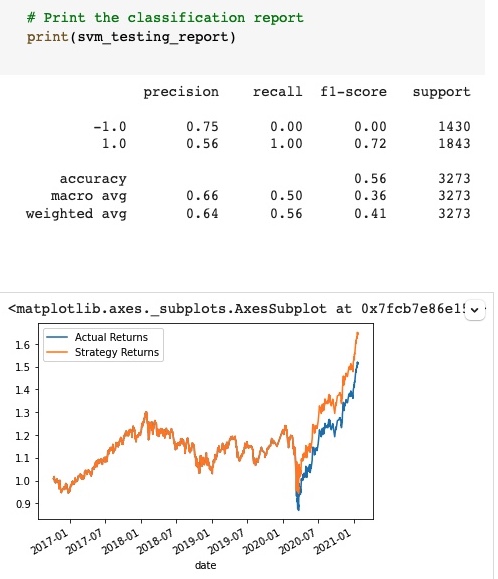 # Print the classification report
print(svm_testing_report)
precision recall f1-score support
-1.0 0.75 0.00 0.00 1430
1.0 0.56 1.00 0.72 1843
accuracy 0.56 3273
macro avg 0.66 0.50 0.36 3273
weighted avg 0.64 0.56 0.41 3273
<matplotlib.axes._subplots.AxesSubplot at 0x7fcb7e86e15
Actual Returns
Strategy Returns
1.6
1.5
1.4
1.3
1.2
1.1
1.0
0.9
2017-01 2017-07 2018-01 2018-07 2019-01 2019-07 2020-01 2020-07 2021-01
date